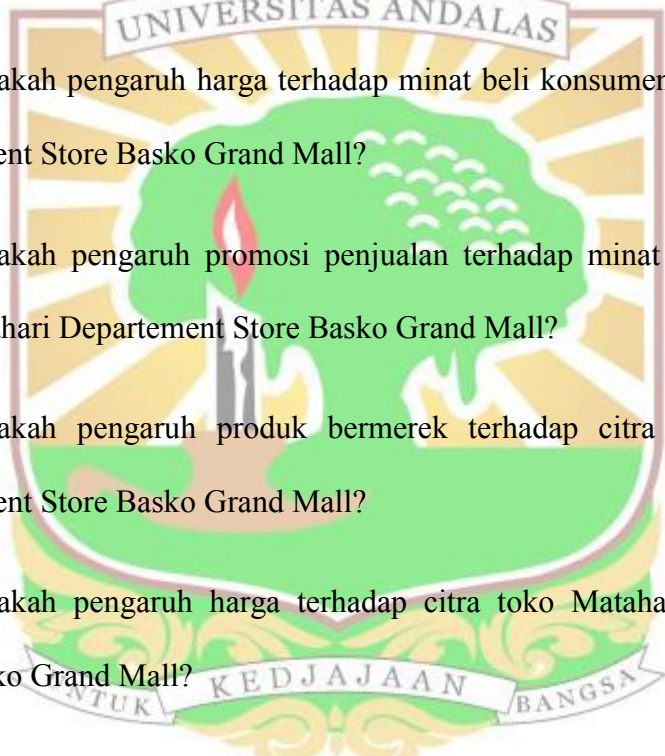 UNIVERSITAS ANDALAS
akah pengaruh harga terhadap minat beli konsumen
ent Store Basko Grand Mall?
akah pengaruh promosi penjualan terhadap minat
hari Departement Store Basko Grand Mall?
akah pengaruh produk bermerek terhadap citra
ent Store Basko Grand Mall?
akah pengaruh harga terhadap citra toko Mataha
ko Grand Mall?
UNTUK KEDJAJAAN BANGSA